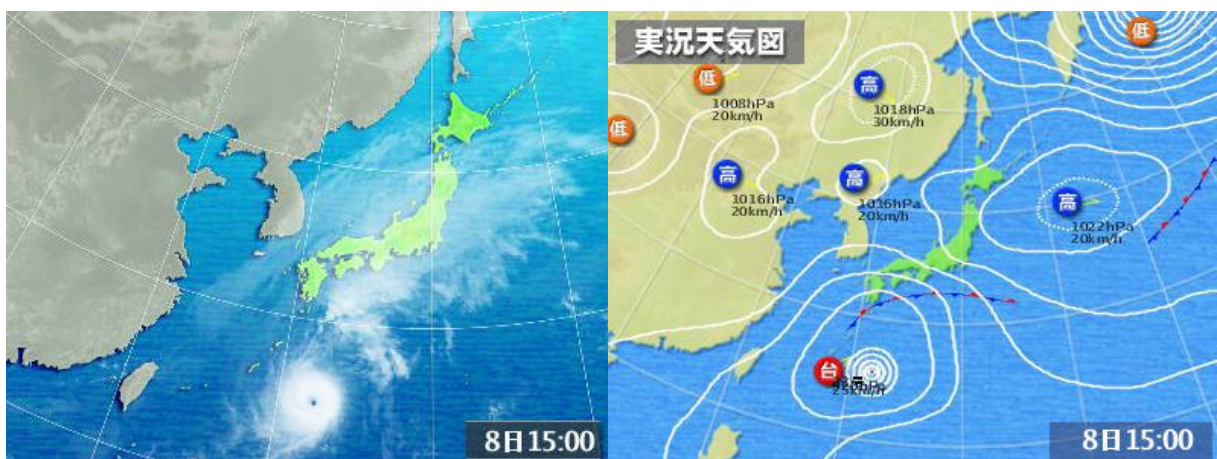 8日15:00
実況天気図
低
低
1008hPa
20km/h
高
1018hPa
30km/h
低
高
1016hPa
20km/h
高
1016hPa
20km/h
高
1022hPa
20km/h
台
25km/h
8日15:00